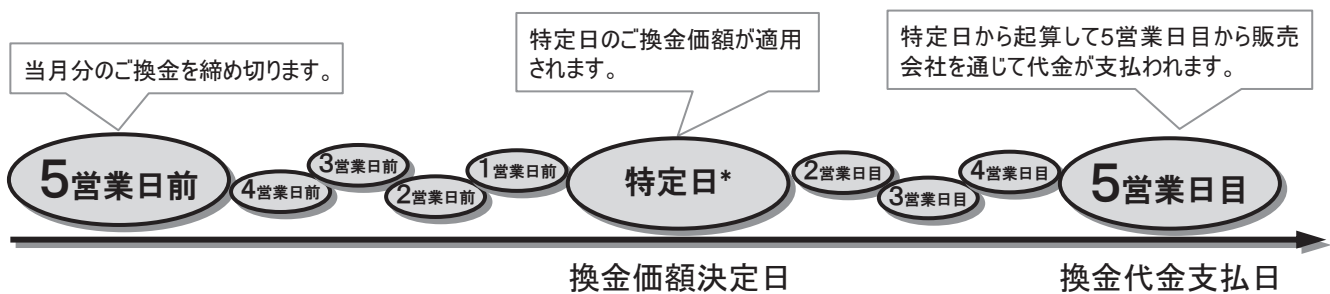 当月分のご換金を締め切ります。
特定日のご換金価額が適用
されます。
特定日から起算して5営業日目から販売
会社を通じて代金が支払われます。
5営業日前
4営業日前
3営業日前
2営業日前
1営業日前
特定日*
2営業日目
3営業日目
4営業日目
5営業日目
換金価額決定日
換金代金支払日